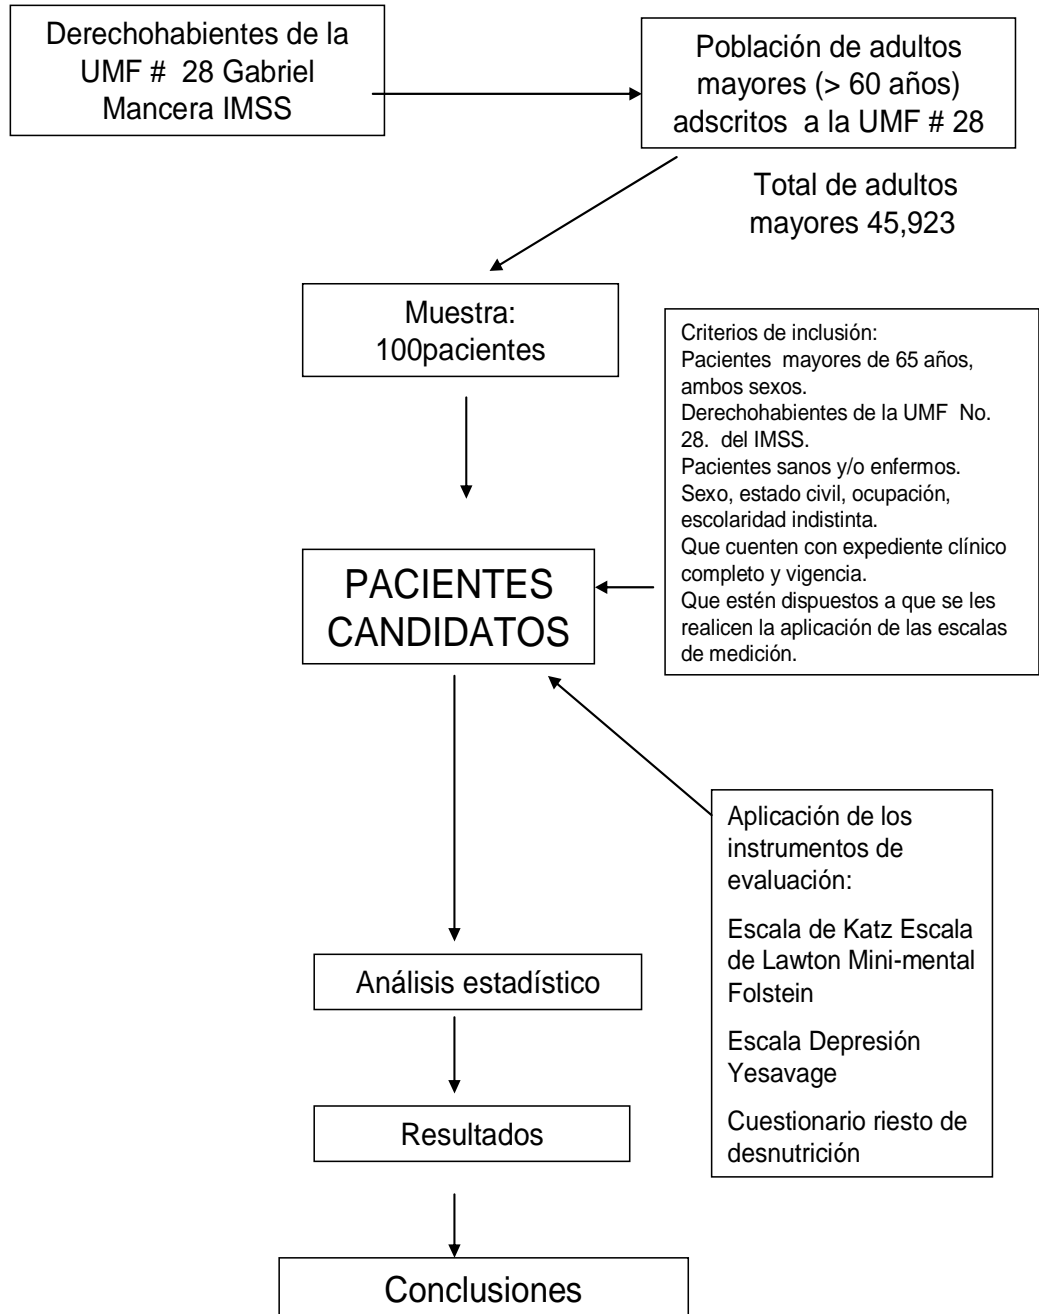 Derechohabientes de la
UMF # 28 Gabriel
Mancera IMSS
Población de adultos
mayores (> 60 años)
adscritos a la UMF # 28
Total de adultos
mayores 45,923
Muestra:
100pacientes
Criterios de inclusión:
Pacientes mayores de 65 años,
ambos sexos.
Derechohabientes de la UMF No.
28. del IMSS.
Pacientes sanos y/o enfermos.
Sexo, estado civil, ocupación,
escolaridad indistinta.
Que cuenten con expediente clínico
completo y vigencia.
Que estén dispuestos a que se les
realicen la aplicación de las escalas
de medición.
PACIENTES
CANDIDATOS
Aplicación de los
instrumentos de
evaluación:
Escala de Katz Escala
de Lawton Mini-mental
Folstein
Escala Depresión
Yesavage
Cuestionario riesto de
desnutrición
Análisis estadístico
Resultados
Conclusiones